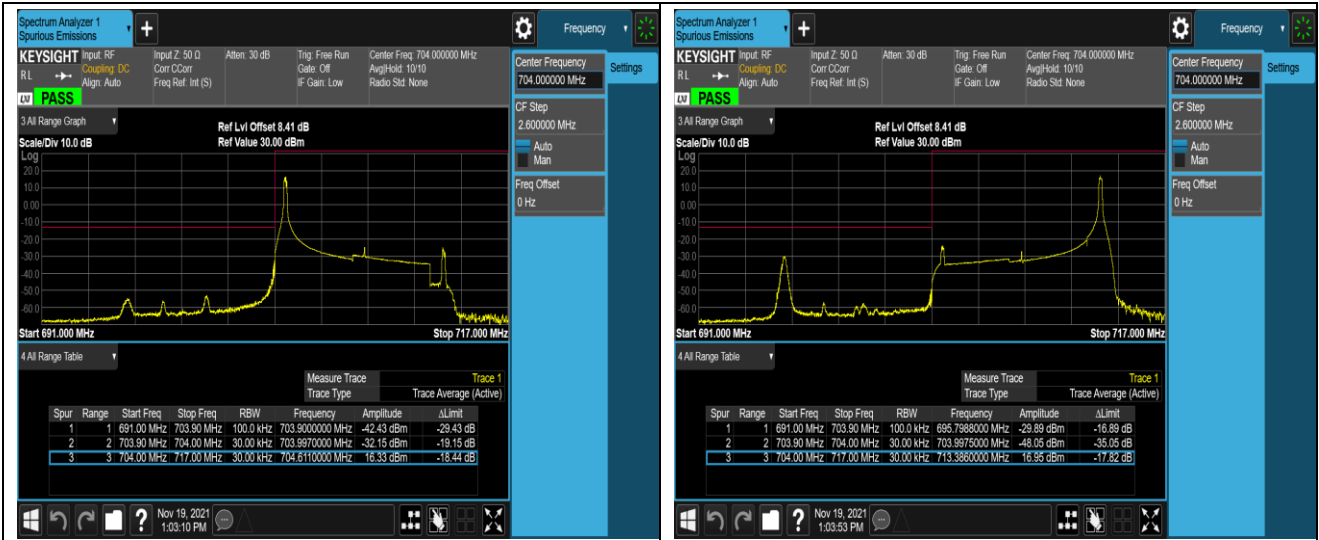 Spectrum Analyzer 1
Spurious Emissions
+
Frequency
KEYSIGHT Input: RF Input Z: 50 Ω Atten: 30 dB Trig: Free Run Center Freq: 704.000000 MHz
RL Coupling: DC Corr CCorr Gate: Off Avg|Hold: 10/10
Align: Auto Freq Ref: Int (S) IF Gain: Low Radio Std: None
LXI PASS
Center Frequency
704.000000 MHz
Settings
CF Step
2.600000 MHz
Auto
Man
Freq Offset
0 Hz
3 All Range Graph
Ref Lvl Offset 8.41 dB
Scale/Div 10.0 dB Ref Value 30.00 dBm
Log
20.0
10.0
0.00
-10.0
-20.0
-30.0
-40.0
-50.0
-60.0
Start 691.000 MHz Stop 717.000 MHz
4 All Range Table
Measure Trace Trace 1
Trace Type Trace Average (Active)
Spur Range Start Freq Stop Freq RBW Frequency Amplitude ΔLimit
1 1 691.00 MHz 703.90 MHz 100.0 kHz 703.9000000 MHz -42.43 dBm -29.43 dB
2 2 703.90 MHz 704.00 MHz 30.00 kHz 703.9970000 MHz -32.15 dBm -19.15 dB
3 3 704.00 MHz 717.00 MHz 30.00 kHz 704.6110000 MHz 16.33 dBm -18.44 dB
? Nov 19, 2021
1:03:10 PM
Spectrum Analyzer 1
Spurious Emissions
+
Frequency
KEYSIGHT Input: RF Input Z: 50 Ω Atten: 30 dB Trig: Free Run Center Freq: 704.000000 MHz
RL Coupling: DC Corr CCorr Gate: Off Avg|Hold: 10/10
Align: Auto Freq Ref: Int (S) IF Gain: Low Radio Std: None
LXI PASS
Center Frequency
704.000000 MHz
Settings
CF Step
2.600000 MHz
Auto
Man
Freq Offset
0 Hz
3 All Range Graph
Ref Lvl Offset 8.41 dB
Scale/Div 10.0 dB Ref Value 30.00 dBm
Log
20.0
10.0
0.00
-10.0
-20.0
-30.0
-40.0
-50.0
-60.0
Start 691.000 MHz Stop 717.000 MHz
4 All Range Table
Measure Trace Trace 1
Trace Type Trace Average (Active)
Spur Range Start Freq Stop Freq RBW Frequency Amplitude ΔLimit
1 1 691.00 MHz 703.90 MHz 100.0 kHz 695.7988000 MHz -29.89 dBm -16.89 dB
2 2 703.90 MHz 704.00 MHz 30.00 kHz 703.9975000 MHz -48.05 dBm -35.05 dB
3 3 704.00 MHz 717.00 MHz 30.00 kHz 713.3860000 MHz 16.95 dBm -17.82 dB
? Nov 19, 2021
1:03:53 PM